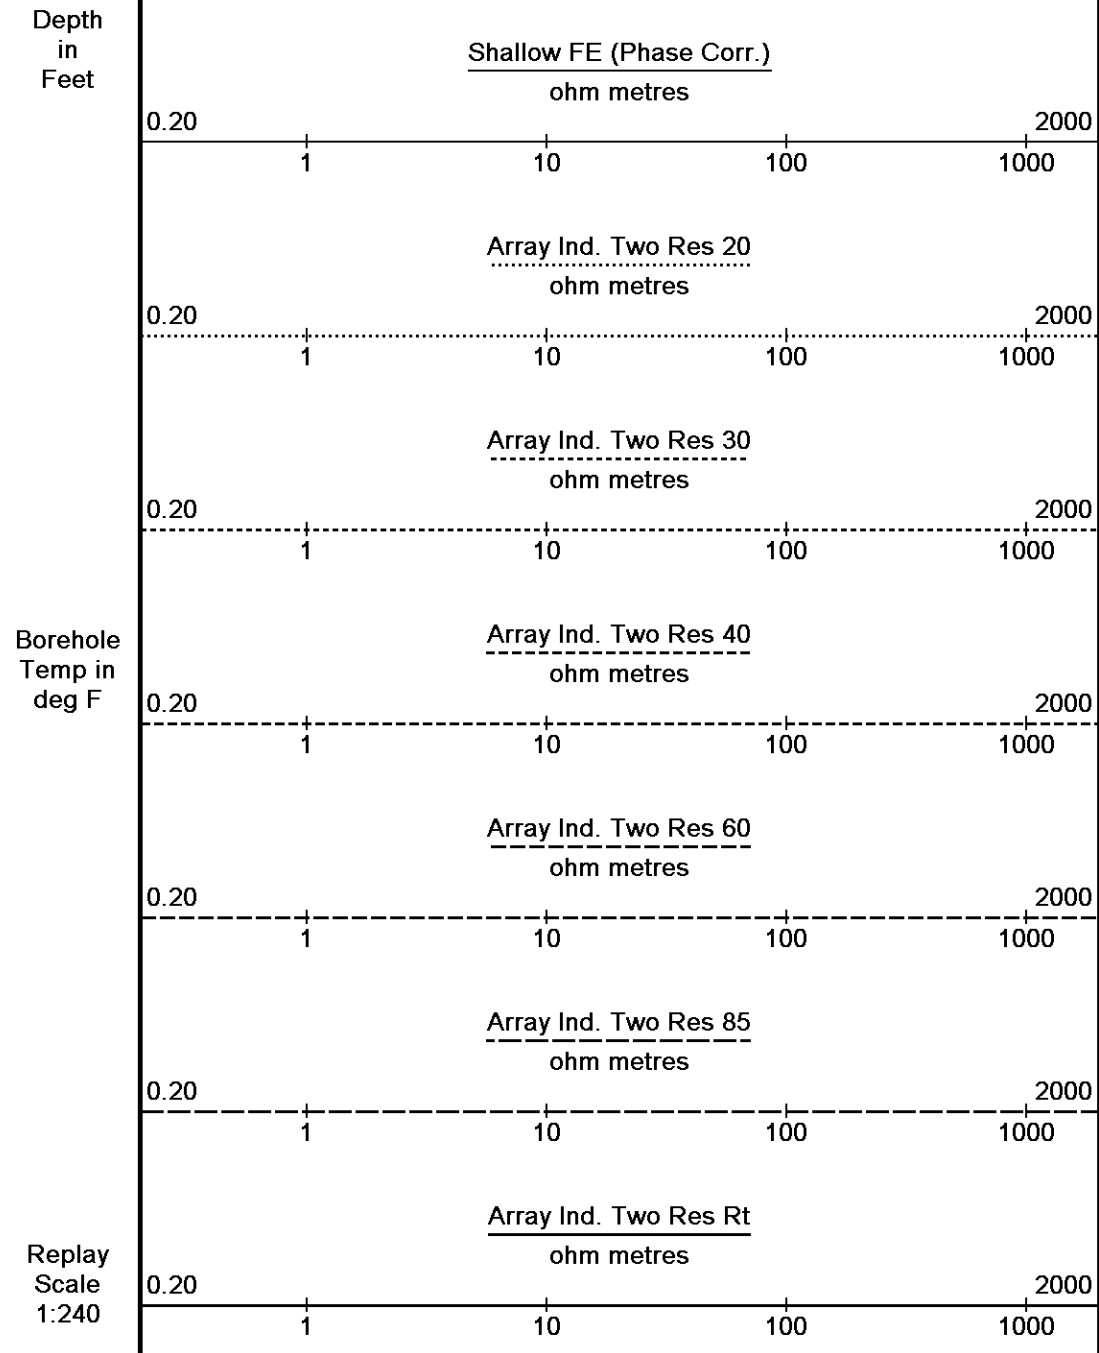 Depth
in
Feet
Shallow FE (Phase Corr.)
ohm metres
0.20 2000
1 10 100 1000
Array Ind. Two Res 20
ohm metres
0.20 2000
1 10 100 1000
Array Ind. Two Res 30
ohm metres
0.20 2000
1 10 100 1000
Borehole
Temp in
deg F
Array Ind. Two Res 40
ohm metres
0.20 2000
1 10 100 1000
Array Ind. Two Res 60
ohm metres
0.20 2000
1 10 100 1000
Array Ind. Two Res 85
ohm metres
0.20 2000
1 10 100 1000
Replay
Scale
1:240
Array Ind. Two Res Rt
ohm metres
0.20 2000
1 10 100 1000